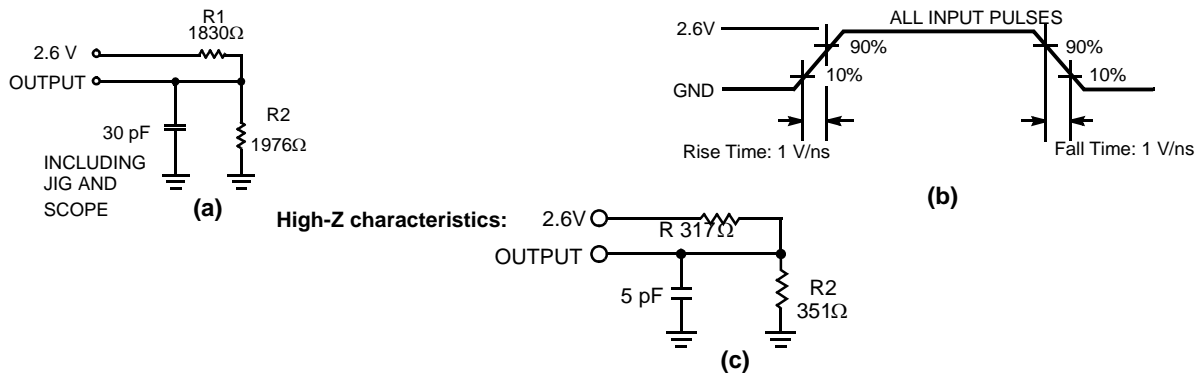 R1
1830Ω
2.6 V
OUTPUT
30 pF
R2
1976Ω
INCLUDING
JIG AND
SCOPE
(a)
ALL INPUT PULSES
2.6V
90%
10%
GND
90%
10%
Rise Time: 1 V/ns
Fall Time: 1 V/ns
(b)
High-Z characteristics:
2.6V
R 317Ω
OUTPUT
5 pF
R2
351Ω
(c)